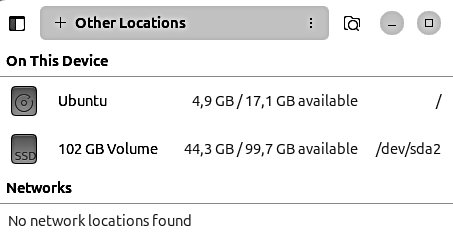 + Other Locations
On This Device
Ubuntu 4,9 GB / 17,1 GB available /
SSD 102 GB Volume 44,3 GB / 99,7 GB available /dev/sda2
Networks
No network locations found